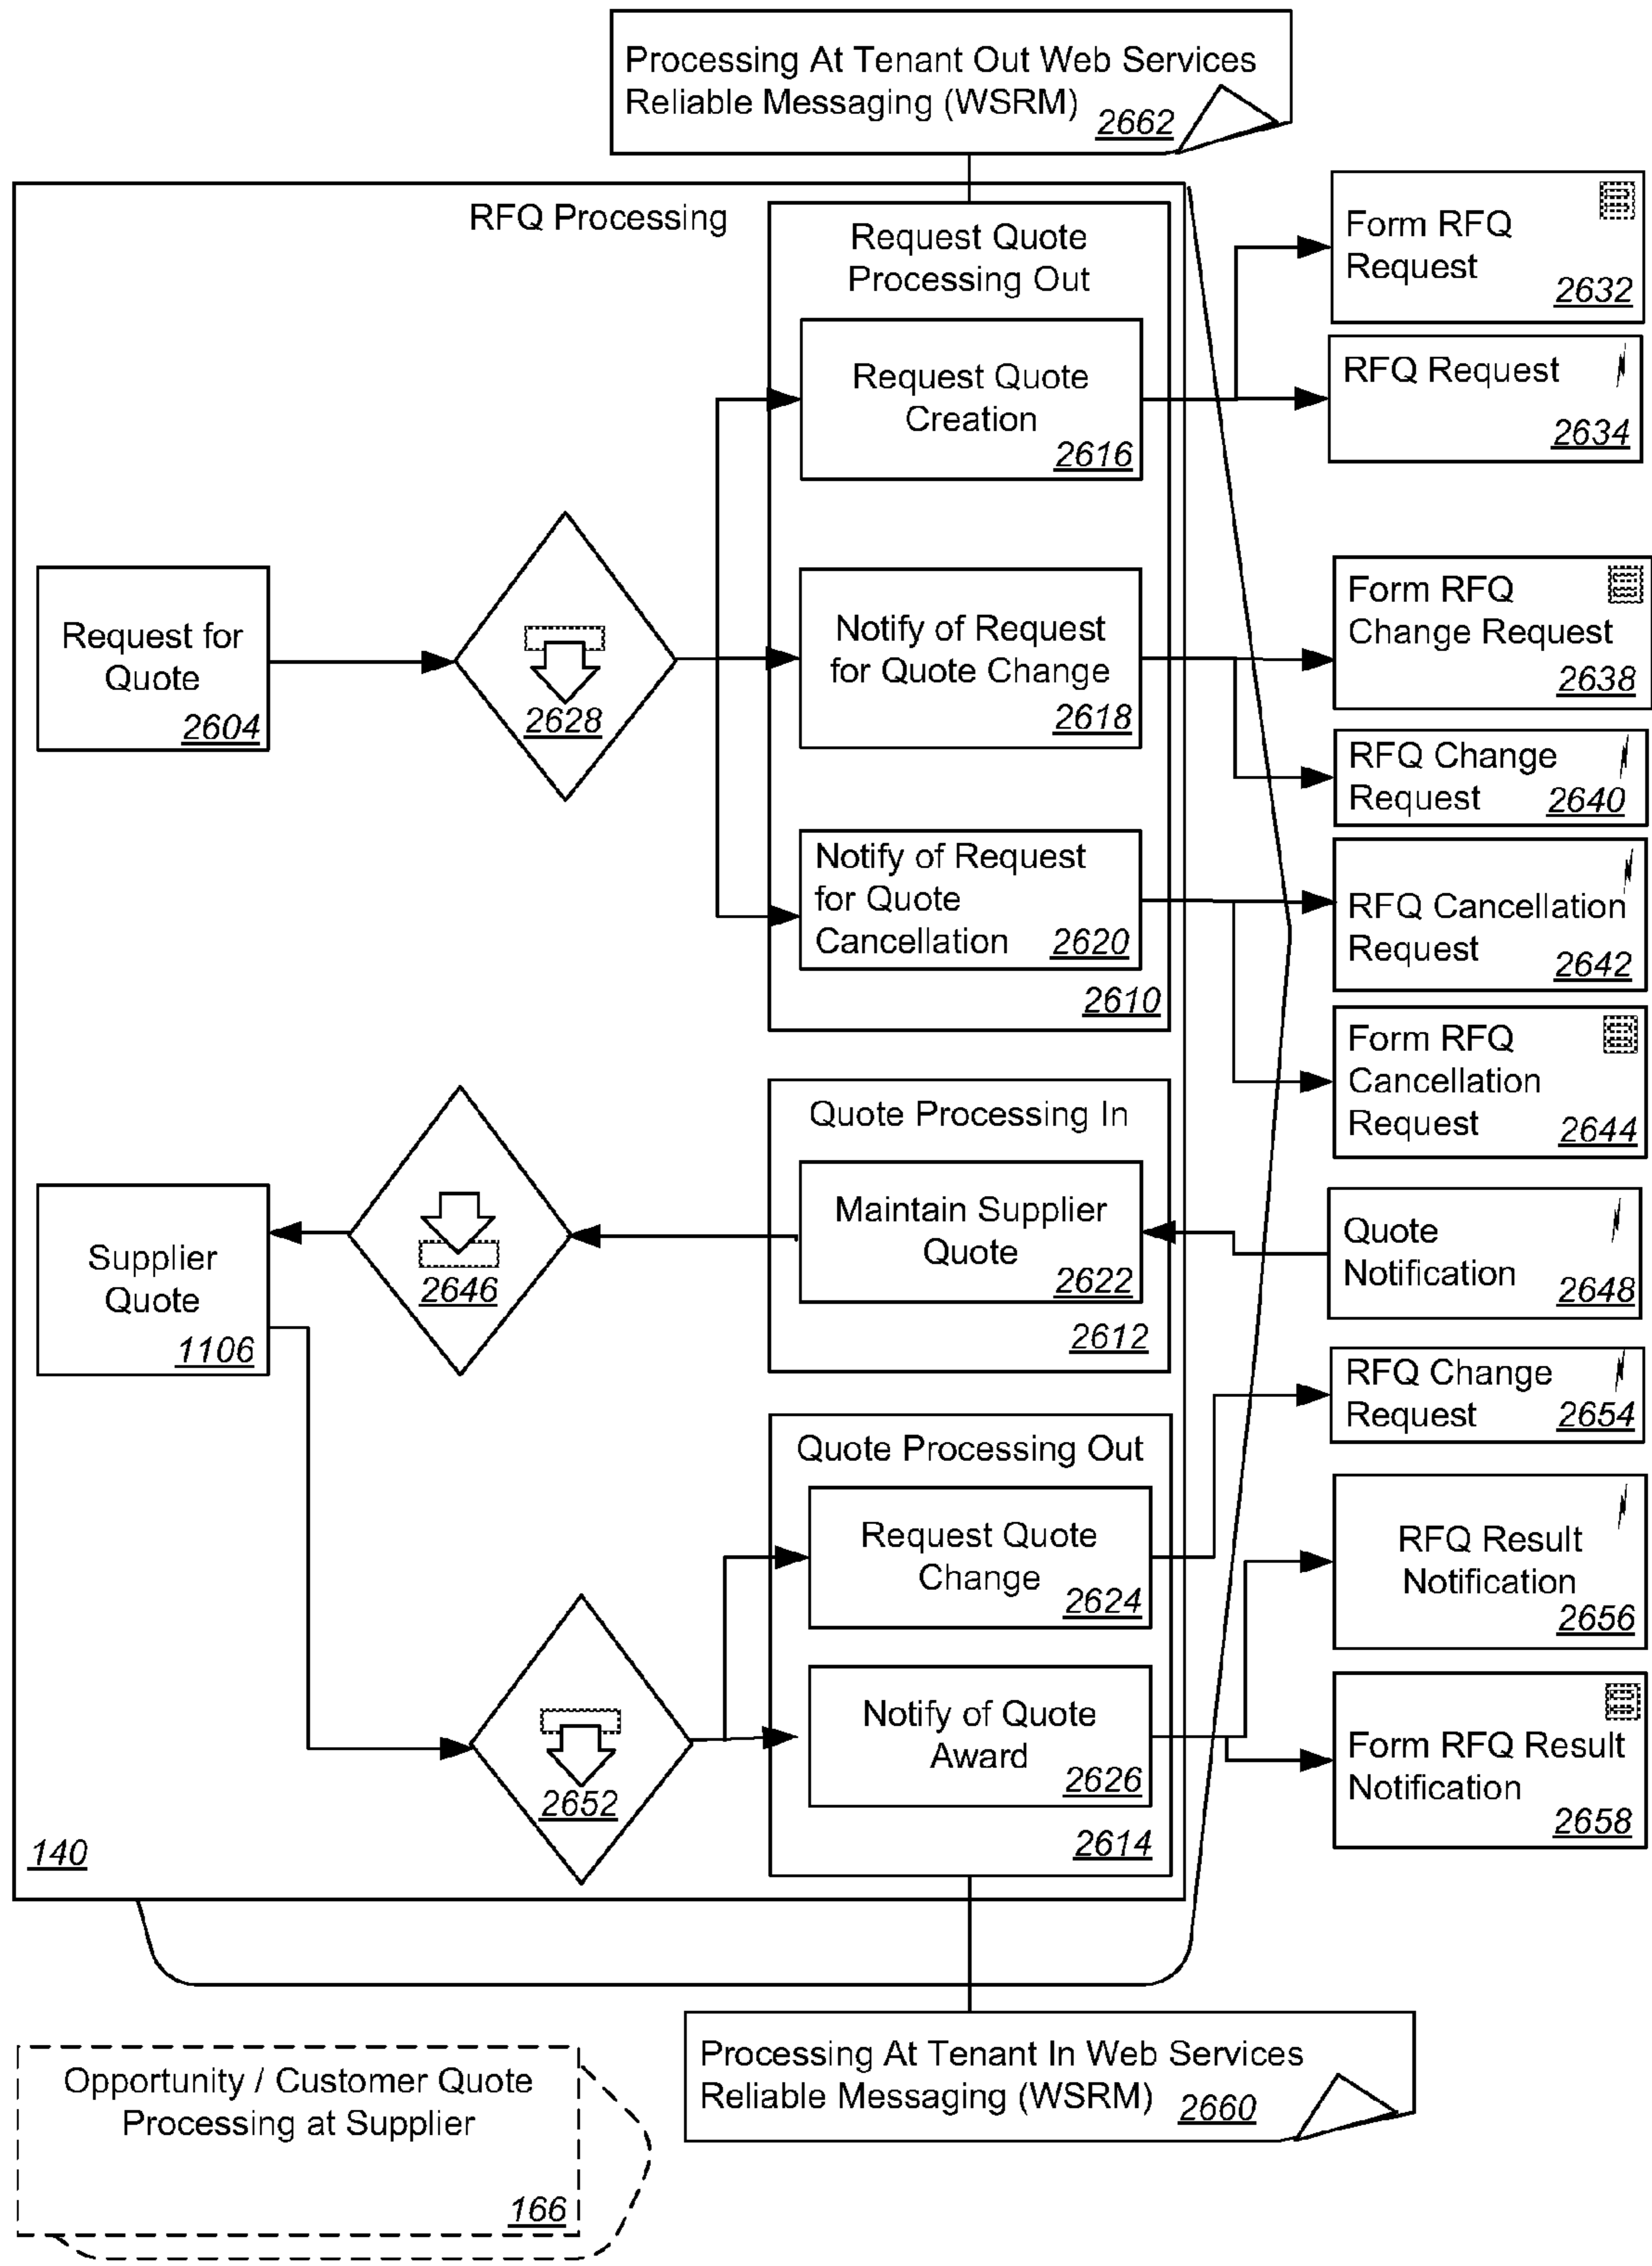 Processing At Tenant Out Web Services
Reliable Messaging (WSRM) 2662
RFQ Processing
Request Quote
Processing Out
Request Quote
Creation
2616
Form RFQ
Request
2632
RFQ Request
2634
Request for
Quote
2604
2628
Notify of Request
for Quote Change
2618
Form RFQ
Change Request
2638
RFQ Change
Request 2640
Notify of Request
for Quote
Cancellation 2620
2610
RFQ Cancellation
Request
2642
Form RFQ
Cancellation
Request 2644
Quote Processing In
Maintain Supplier
Quote
2622
2612
Quote
Notification 2648
2646
Supplier
Quote
1106
RFQ Change
Request 2654
Quote Processing Out
Request Quote
Change
2624
RFQ Result
Notification
2656
Notify of Quote
Award
2626
2614
Form RFQ Result
Notification
2658
2652
140
Processing At Tenant In Web Services
Reliable Messaging (WSRM) 2660
Opportunity / Customer Quote
Processing at Supplier
166